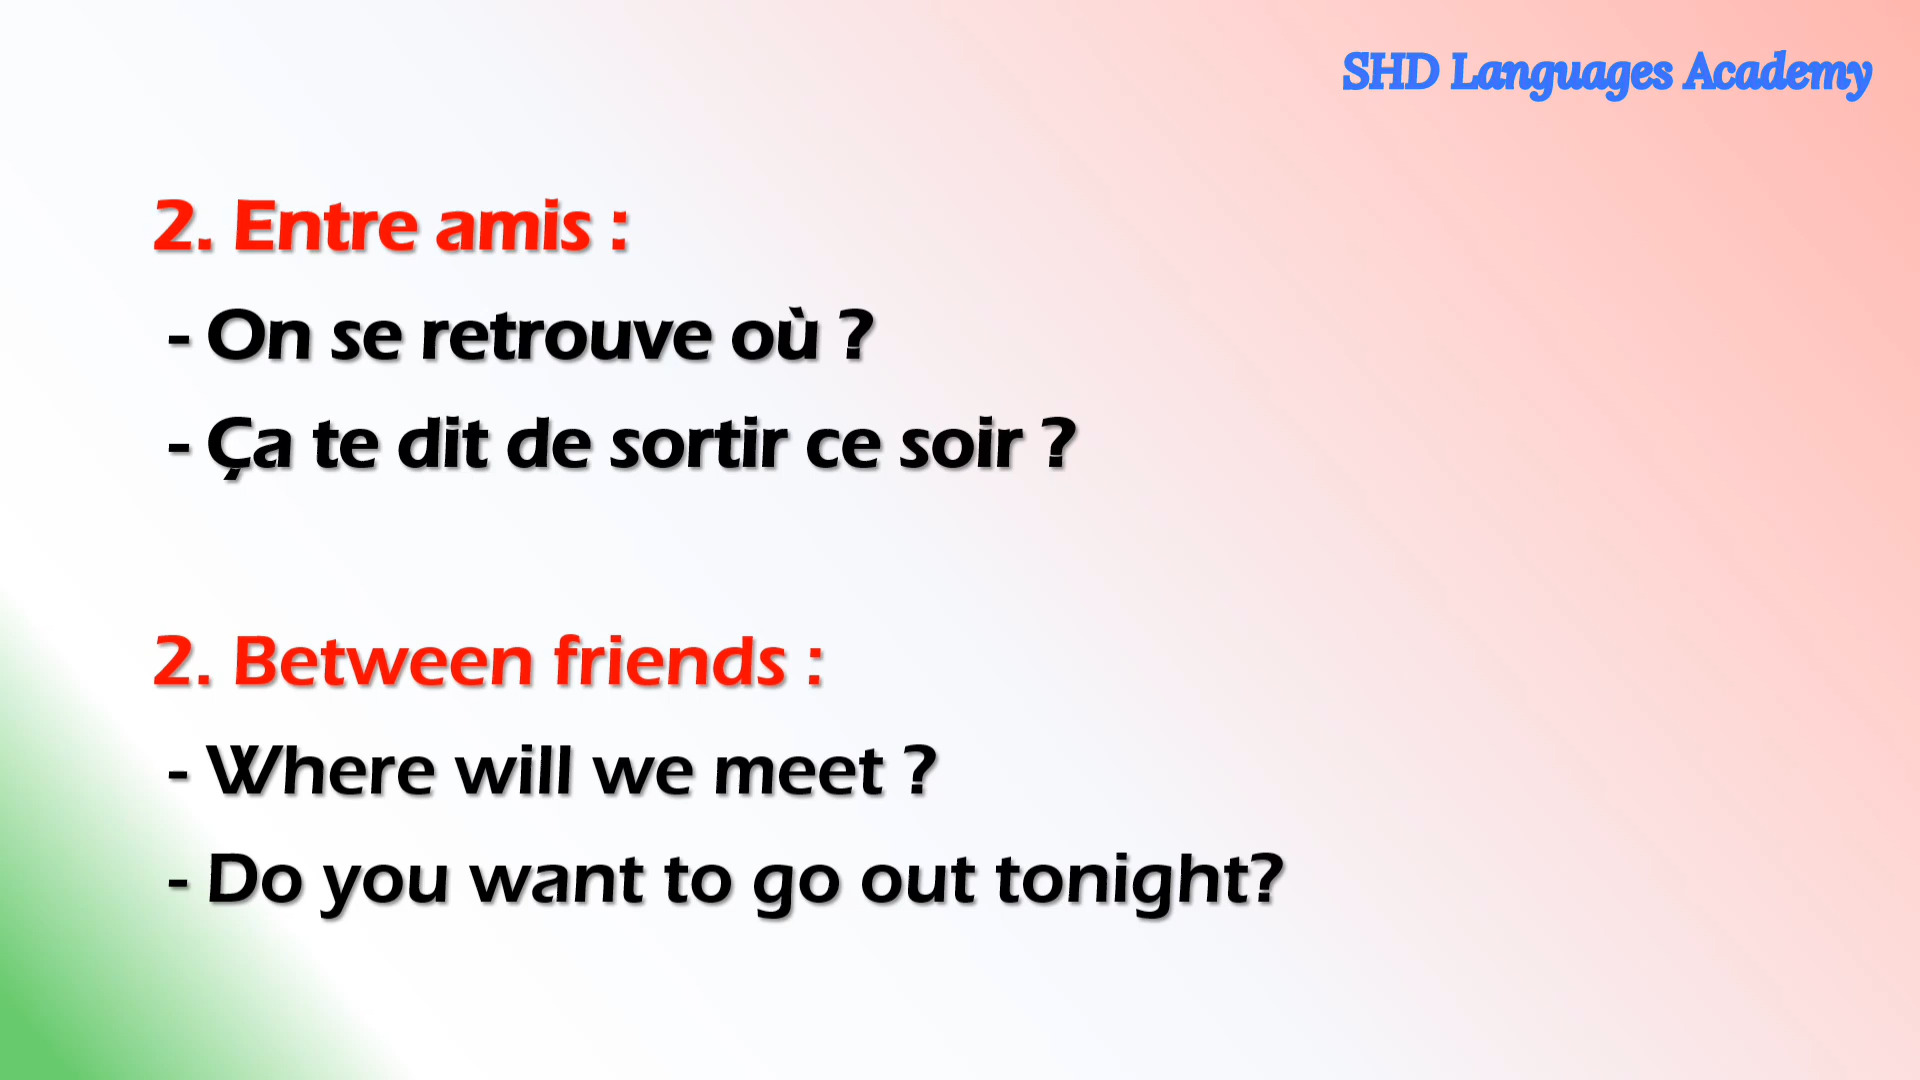 SHD Languages Academy
2. Entre amis :
- On se retrouve où ?
- Ça te dit de sortir ce soir ?
2. Between friends :
- Where will we meet ?
- Do you want to go out tonight?